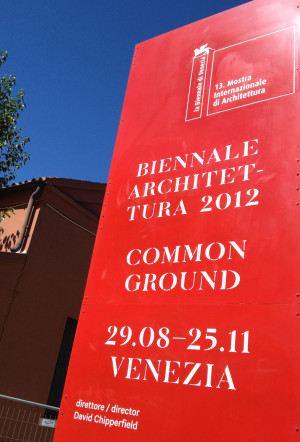 la Biennale di Venezia
13. Mostra
Internazionale
di Architettura
BIENNALE
ARCHITET-
TURA 2012
COMMON
GROUND
29.08–25.11
VENEZIA
direttore / director
David Chipperfield